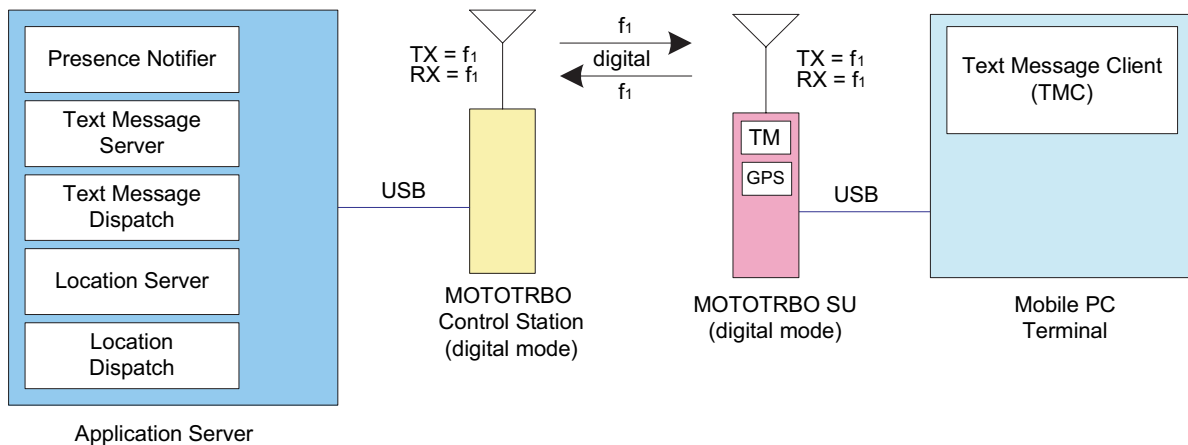 Presence Notifier
Text Message
Server
Text Message
Dispatch
Location Server
Location
Dispatch
Application Server
USB
TX = f₁
RX = f₁
MOTOTRBO
Control Station
(digital mode)
f₁
digital
f₁
TX = f₁
RX = f₁
TM
GPS
MOTOTRBO SU
(digital mode)
USB
Text Message Client
(TMC)
Mobile PC
Terminal